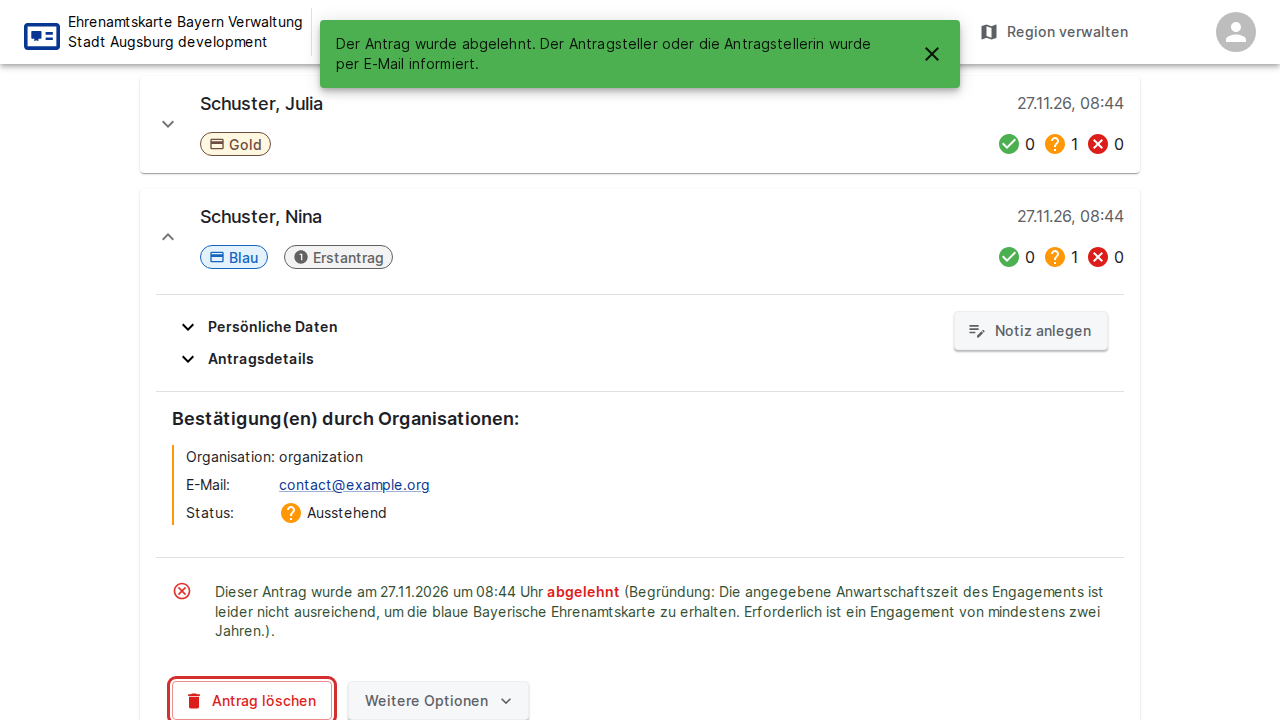 Ehrenamtskarte Bayern Verwaltung
Stadt Augsburg development
Der Antrag wurde abgelehnt. Der Antragsteller oder die Antragstellerin wurde
per E-Mail informiert.
Region verwalten
Schuster, Julia
27.11.26, 08:44
Gold
0 1 0
Schuster, Nina
27.11.26, 08:44
Blau
Erstantrag
0 1 0
Persönliche Daten
Notiz anlegen
Antragsdetails
Bestätigung(en) durch Organisationen:
Organisation: organization
E-Mail: contact@example.org
Status: Ausstehend
Dieser Antrag wurde am 27.11.2026 um 08:44 Uhr abgelehnt (Begründung: Die angegebene Anwartschaftszeit des Engagements ist
leider nicht ausreichend, um die blaue Bayerische Ehrenamtskarte zu erhalten. Erforderlich ist ein Engagement von mindestens zwei
Jahren.).
Antrag löschen
Weitere Optionen